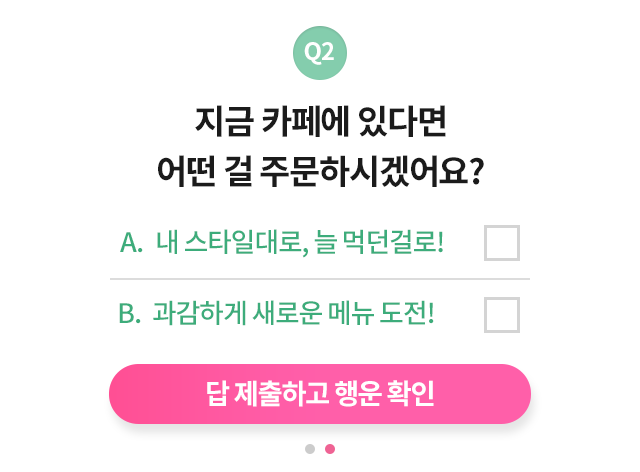 Q2
지금 카페에 있다면
어떤 걸 주문하시겠어요?
A. 내 스타일대로, 늘 먹던걸로!
B. 과감하게 새로운 메뉴 도전!
답 제출하고 행운 확인